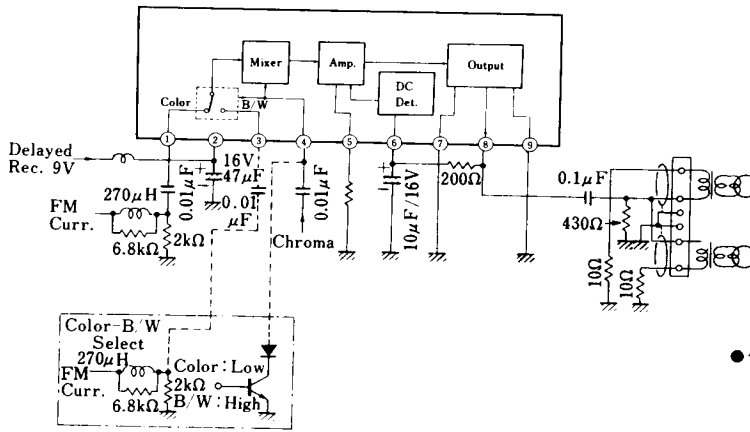 Mixer
Amp.
Output
DC
Det.
Color
B/W
1
2
3
4
5
6
7
8
9
Delayed
Rec. 9V
16V
47μF
0.01μF
0.01
μF
0.01μF
270μH
FM
Curr.
6.8kΩ
2kΩ
Chroma
10μF/16V
200Ω
0.1μF
430Ω
10Ω
10Ω
Color-B/W
Select
270μH
FM
Curr.
6.8kΩ
2kΩ
Color:Low
B/W:High